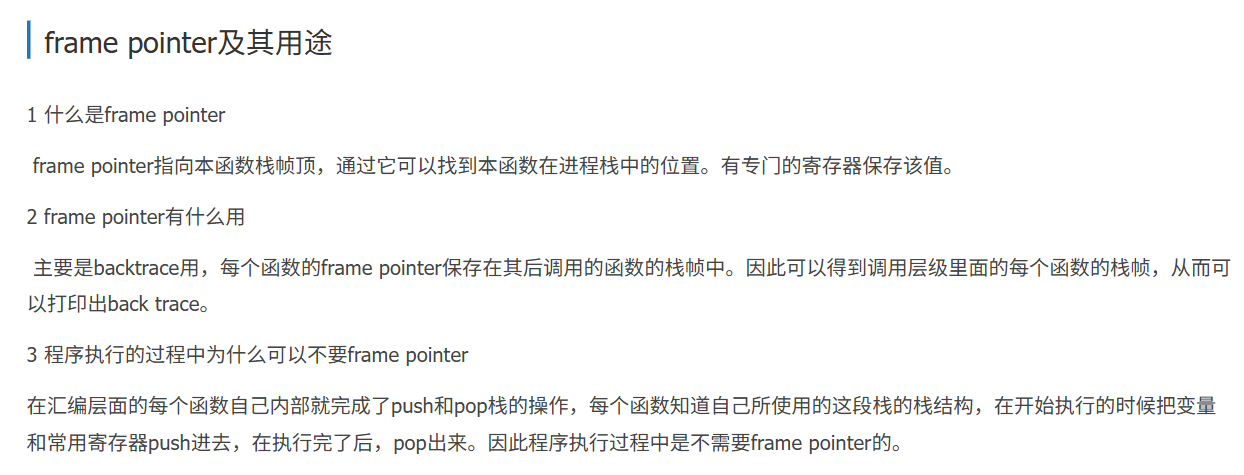 frame pointer及其用途
1 什么是frame pointer
frame pointer指向本函数栈帧顶，通过它可以找到本函数在进程栈中的位置。有专门的寄存器保存该值。
2 frame pointer有什么用
主要是backtrace用，每个函数的frame pointer保存在其后调用的函数的栈帧中。因此可以得到调用层级里面的每个函数的栈帧，从而可
以打印出back trace。
3 程序执行的过程中为什么可以不要frame pointer
在汇编层面的每个函数自己内部就完成了push和pop栈的操作，每个函数知道自己所使用的这段栈的栈结构，在开始执行的时候把变量
和常用寄存器push进去，在执行完了后，pop出来。因此程序执行过程中是不需要frame pointer的。